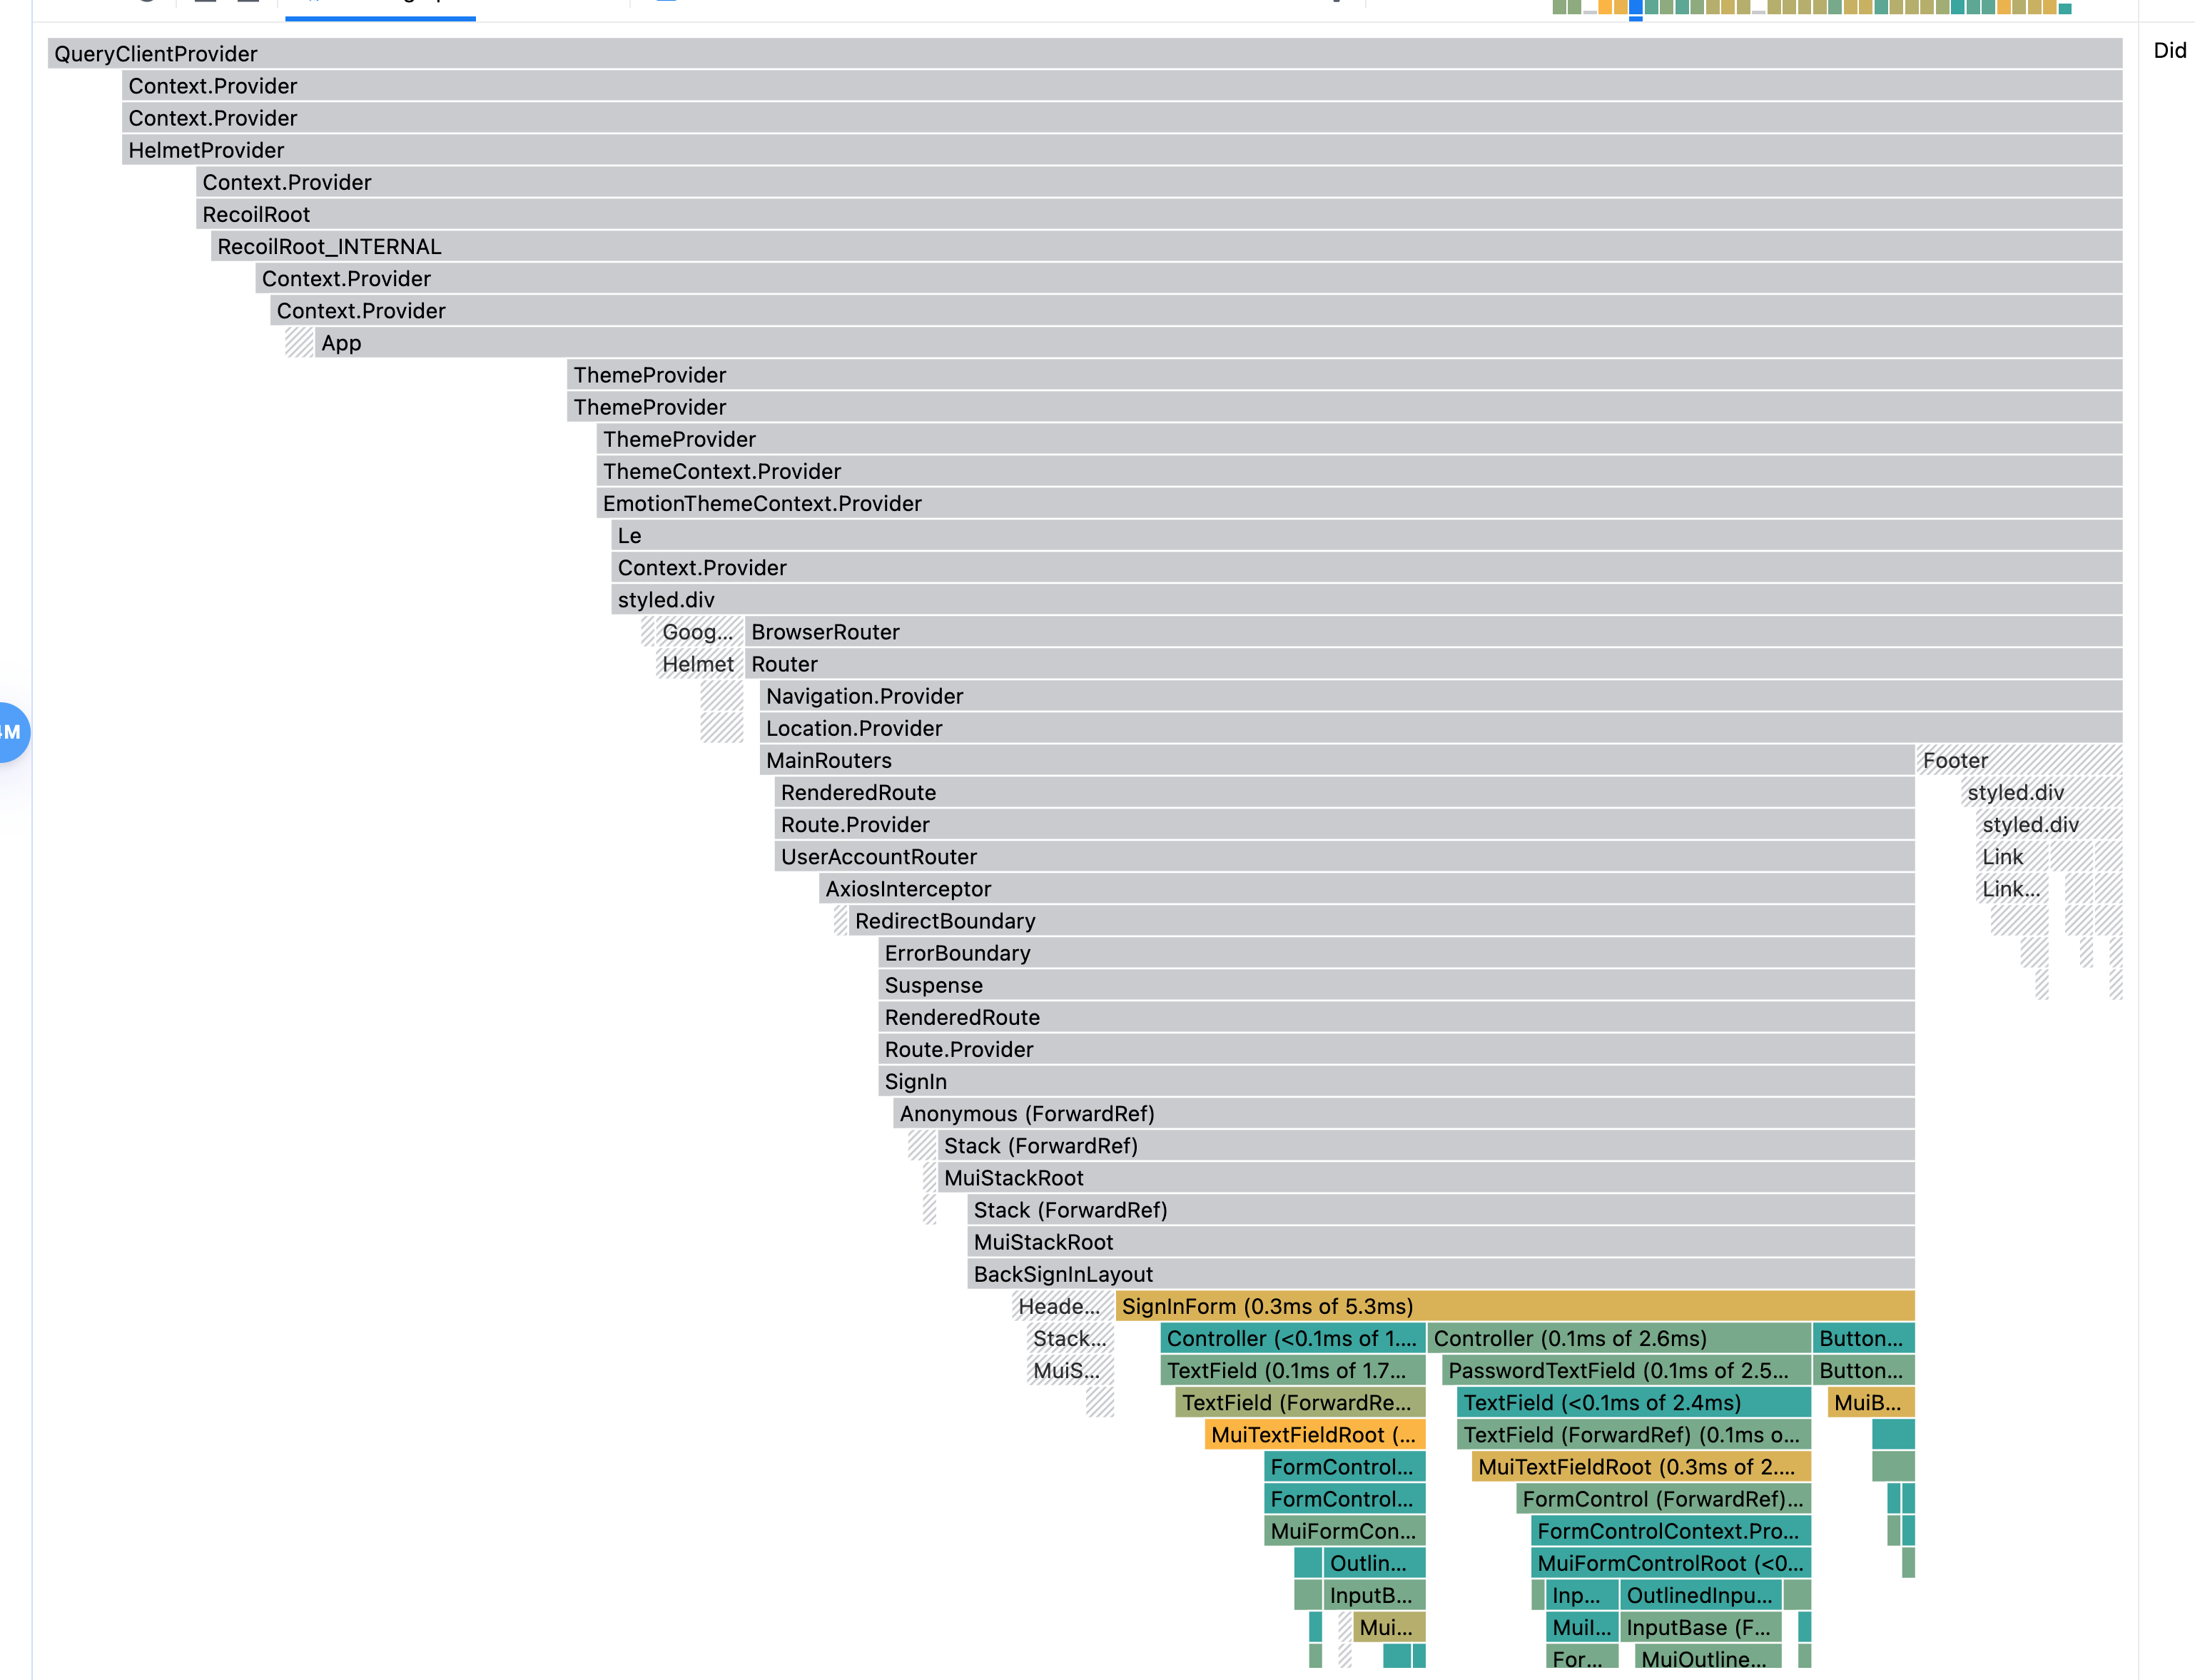 Did
QueryClientProvider
Context.Provider
Context.Provider
HelmetProvider
Context.Provider
RecoilRoot
RecoilRoot_INTERNAL
Context.Provider
Context.Provider
App
ThemeProvider
ThemeProvider
ThemeProvider
ThemeContext.Provider
EmotionThemeContext.Provider
Le
Context.Provider
styled.div
Goog... BrowserRouter
Helmet Router
Navigation.Provider
Location.Provider
MainRouters Footer
RenderedRoute styled.div
Route.Provider styled.div
UserAccountRouter Link
AxiosInterceptor Link...
RedirectBoundary
ErrorBoundary
Suspense
RenderedRoute
Route.Provider
SignIn
Anonymous (ForwardRef)
Stack (ForwardRef)
MuiStackRoot
Stack (ForwardRef)
MuiStackRoot
BackSignInLayout
Heade... SignInForm (0.3ms of 5.3ms)
Stack... Controller (<0.1ms of 1.... Controller (0.1ms of 2.6ms) Button...
MuiS... TextField (0.1ms of 1.7... PasswordTextField (0.1ms of 2.5... Button...
TextField (ForwardRe... TextField (<0.1ms of 2.4ms) MuiB...
MuiTextFieldRoot (... TextField (ForwardRef) (0.1ms o...
FormControl... MuiTextFieldRoot (0.3ms of 2....
FormControl... FormControl (ForwardRef)...
MuiFormCon... FormControlContext.Pro...
Outlin... MuiFormControlRoot (<0...
InputB... Inp... OutlinedInpu...
Mui... MuiI... InputBase (F...
For... MuiOutline...